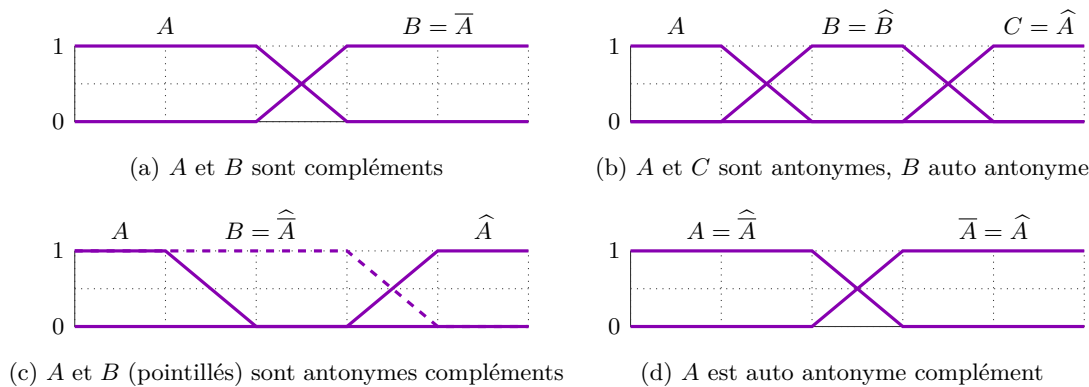 A B = A̅
1
0
(a) A et B sont compléments
A B = B̂ C = Â
1
0
(b) A et C sont antonymes, B auto antonyme
A B = A̅̂ Â
1
0
(c) A et B (pointillés) sont antonymes compléments
A = A̅̂ A̅ = Â
1
0
(d) A est auto antonyme complément